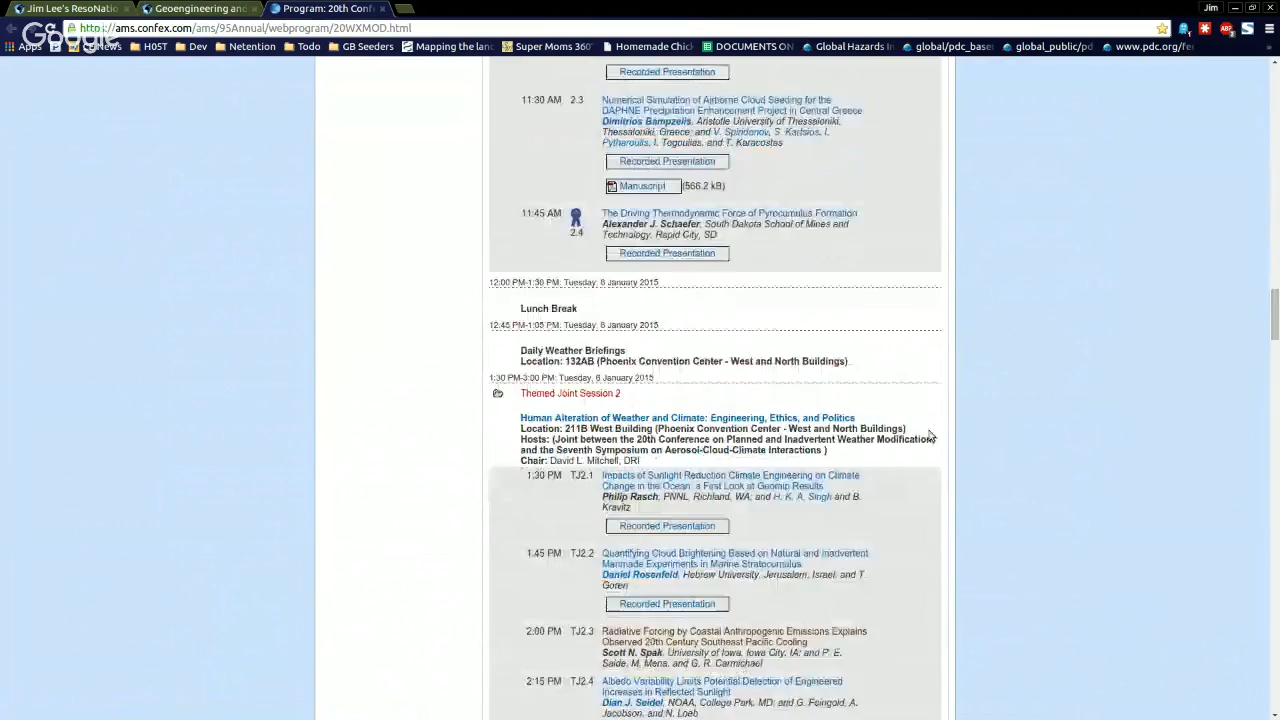 Jim Lee's ResoNatio
Geoengineering and
Program: 20th Conf
Jim
http://ams.confex.com/ams/95Annual/webprogram/20WXMOD.html
Google
Apps
H05T
Dev
Netention
Todo
GB Seeders
Mapping the lan
Super Moms 360°
Homemade Chick
DOCUMENTS ON
Global Hazards In
global/pdc_base
global_public/pd
www.pdc.org/fe
Recorded Presentation
11:30 AM 2.3 Numerical Simulation of Airborne Cloud Seeding for the
DAPHNE Precipitation Enhancement Project in Central Greece
Dimitrios Bampzelis, Aristotle University of Thessaloniki,
Thessaloniki, Greece; and V. Spiridonov, S. Kartsios, I.
Pytharoulis, I. Tegoulias, and T. Karacostas
Recorded Presentation
Manuscript (566.2 kB)
11:45 AM 2.4 The Driving Thermodynamic Force of Pyrocumulus Formation
Alexander J. Schaefer, South Dakota School of Mines and
Technology, Rapid City, SD
Recorded Presentation
12:00 PM-1:30 PM: Tuesday, 6 January 2015
Lunch Break
12:45 PM-1:05 PM: Tuesday, 6 January 2015
Daily Weather Briefings
Location: 132AB (Phoenix Convention Center - West and North Buildings)
1:30 PM-3:00 PM: Tuesday, 6 January 2015
Themed Joint Session 2
Human Alteration of Weather and Climate: Engineering, Ethics, and Politics
Location: 211B West Building (Phoenix Convention Center - West and North Buildings)
Hosts: (Joint between the 20th Conference on Planned and Inadvertent Weather Modification;
and the Seventh Symposium on Aerosol-Cloud-Climate Interactions )
Chair: David L. Mitchell, DRI
1:30 PM TJ2.1 Impacts of Sunlight Reduction Climate Engineering on Climate
Change in the Ocean: a First Look at Geomip Results
Philip Rasch, PNNL, Richland, WA; and H. K. A. Singh and B.
Kravitz
Recorded Presentation
1:45 PM TJ2.2 Quantifying Cloud Brightening Based on Natural and Inadvertent
Manmade Experiments in Marine Stratocumulus
Daniel Rosenfeld, Hebrew University, Jerusalem, Israel; and T.
Goren
Recorded Presentation
2:00 PM TJ2.3 Radiative Forcing by Coastal Anthropogenic Emissions Explains
Observed 20th Century Southeast Pacific Cooling
Scott N. Spak, University of Iowa, Iowa City, IA; and P. E.
Saide, M. Mena, and G. R. Carmichael
2:15 PM TJ2.4 Albedo Variability Limits Potential Detection of Engineered
Increases in Reflected Sunlight
Dian J. Seidel, NOAA, College Park, MD; and G. Feingold, A.
Jacobson, and N. Loeb